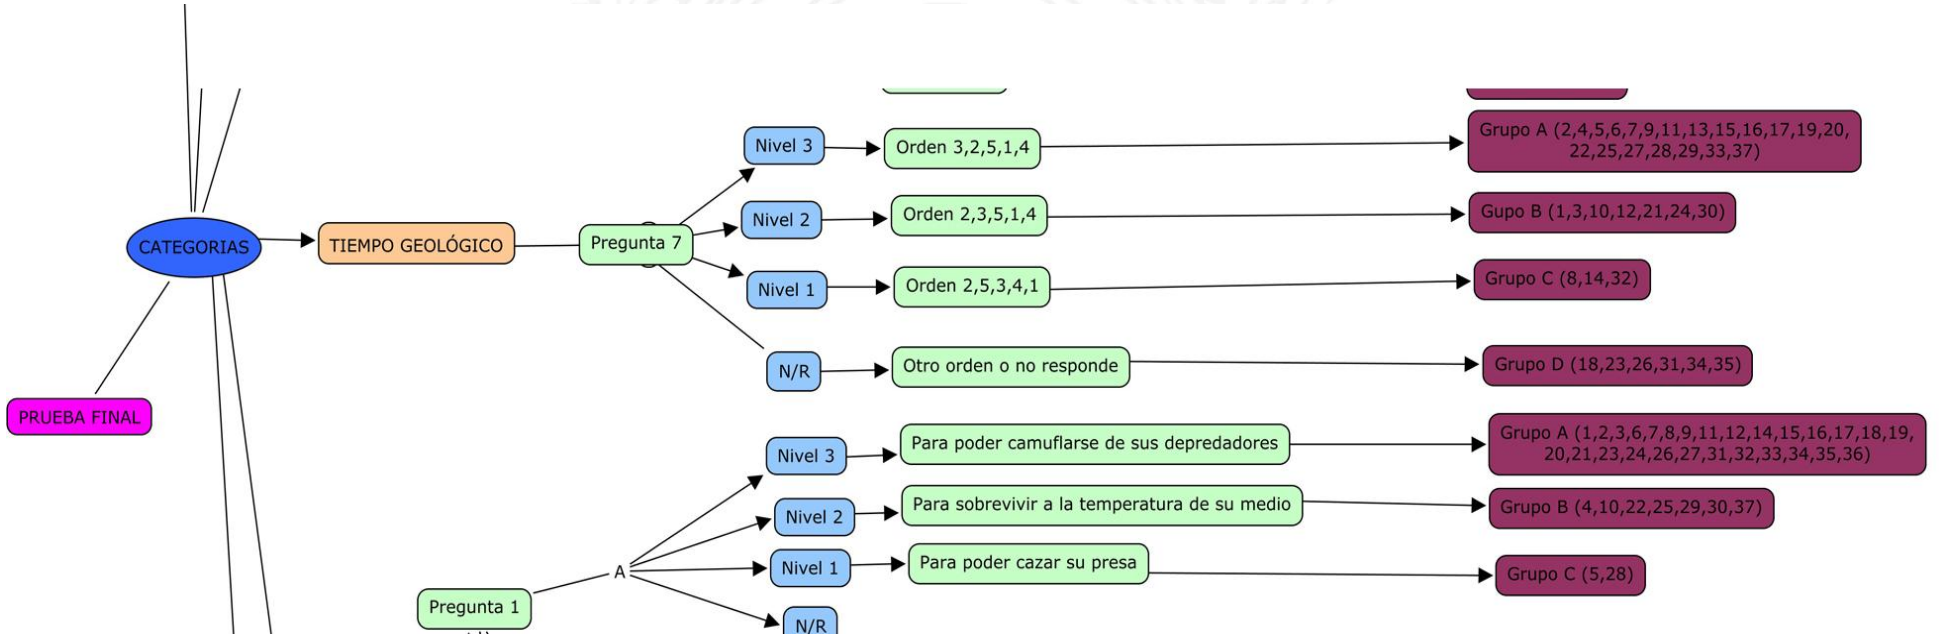 CATEGORIAS
TIEMPO GEOLÓGICO
Pregunta 7
Nivel 3
Orden 3,2,5,1,4
Grupo A (2,4,5,6,7,9,11,13,15,16,17,19,20,
22,25,27,28,29,33,37)
Nivel 2
Orden 2,3,5,1,4
Gupo B (1,3,10,12,21,24,30)
Nivel 1
Orden 2,5,3,4,1
Grupo C (8,14,32)
N/R
Otro orden o no responde
Grupo D (18,23,26,31,34,35)
PRUEBA FINAL
Pregunta 1
A
Nivel 3
Para poder camuflarse de sus depredadores
Grupo A (1,2,3,6,7,8,9,11,12,14,15,16,17,18,19,
20,21,23,24,26,27,31,32,33,34,35,36)
Nivel 2
Para sobrevivir a la temperatura de su medio
Grupo B (4,10,22,25,29,30,37)
Nivel 1
Para poder cazar su presa
Grupo C (5,28)
N/R